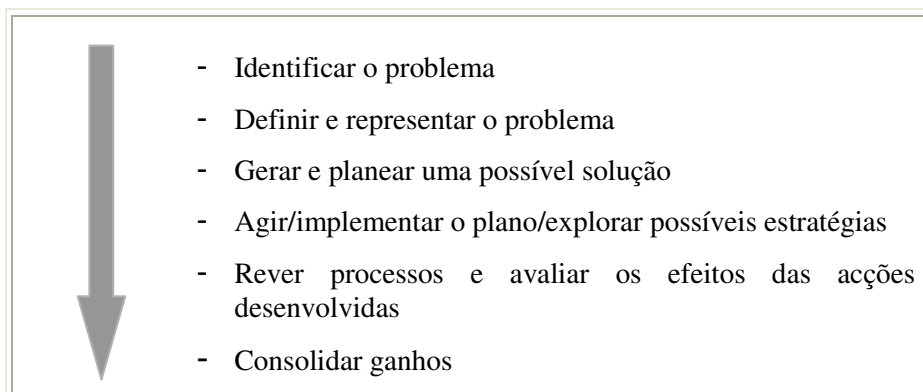 - Identificar o problema
- Definir e representar o problema
- Gerar e planear uma possível solução
- Agir/implementar o plano/explorar possíveis estratégias
- Rever processos e avaliar os efeitos das acções
desenvolvidas
- Consolidar ganhos